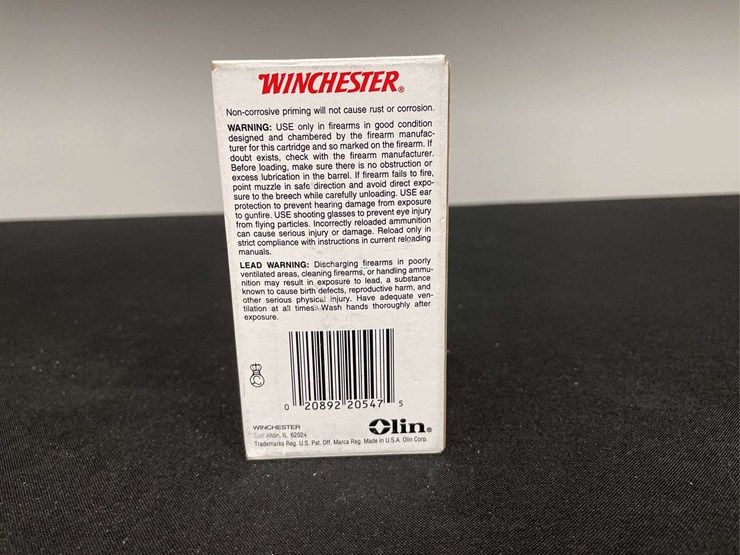 WINCHESTER®
Non-corrosive priming will not cause rust or corrosion.
WARNING: USE only in firearms in good condition
designed and chambered by the firearm manufac-
turer for this cartridge and so marked on the firearm. If
doubt exists, check with the firearm manufacturer.
Before loading, make sure there is no obstruction or
excess lubrication in the barrel. If firearm fails to fire,
point muzzle in safe direction and avoid direct expo-
sure to the breech while carefully unloading. USE ear
protection to prevent hearing damage from exposure
to gunfire. USE shooting glasses to prevent eye injury
from flying particles. Incorrectly reloaded ammunition
can cause serious injury or damage. Reload only in
strict compliance with instructions in current reloading
manuals.
LEAD WARNING: Discharging firearms in poorly
ventilated areas, cleaning firearms, or handling ammu-
nition may result in exposure to lead, a substance
known to cause birth defects, reproductive harm, and
other serious physical injury. Have adequate ven-
tilation at all times. Wash hands thoroughly after
exposure.
0 20892 20547 5
WINCHESTER
East Alton, IL 62024
Olin®
Trademarks Reg. U.S. Pat. Off. Marca Reg. Made in U.S.A. Olin Corp.